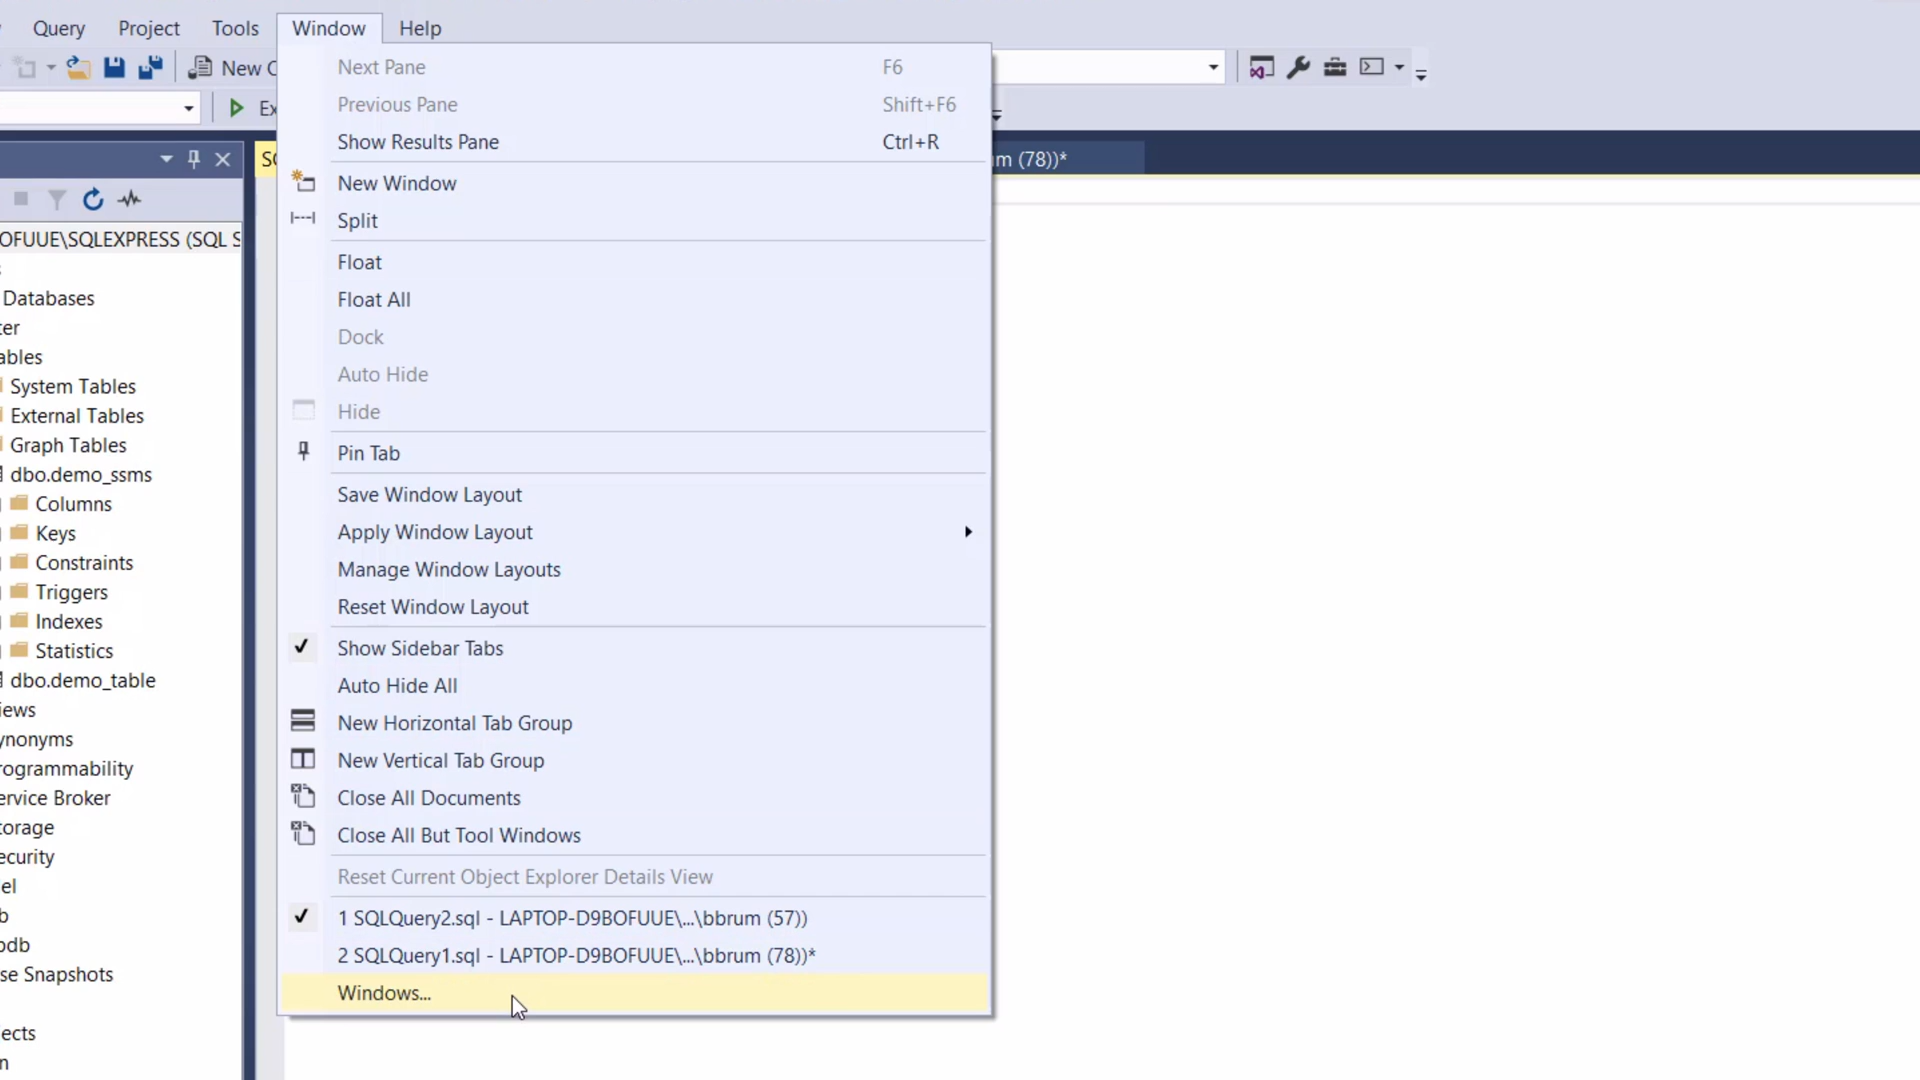 Query Project Tools Window Help
New
Next Pane F6
Previous Pane Shift+F6
Show Results Pane Ctrl+R
m (78))*
New Window
Split
OFUUE\SQLEXPRESS (SQL S
Float
Databases
Float All
ter
Dock
ables
Auto Hide
System Tables
Hide
External Tables
Graph Tables
Pin Tab
dbo.demo_ssms
Save Window Layout
Columns
Apply Window Layout
Keys
Constraints
Manage Window Layouts
Triggers
Reset Window Layout
Indexes
Show Sidebar Tabs
Statistics
dbo.demo_table
Auto Hide All
iews
New Horizontal Tab Group
ynonyms
New Vertical Tab Group
rogrammability
ervice Broker
Close All Documents
torage
Close All But Tool Windows
ecurity
Reset Current Object Explorer Details View
el
b
1 SQLQuery2.sql - LAPTOP-D9BOFUUE\...\bbrum (57))
pdb
2 SQLQuery1.sql - LAPTOP-D9BOFUUE\...\bbrum (78))*
se Snapshots
Windows...
ects
n